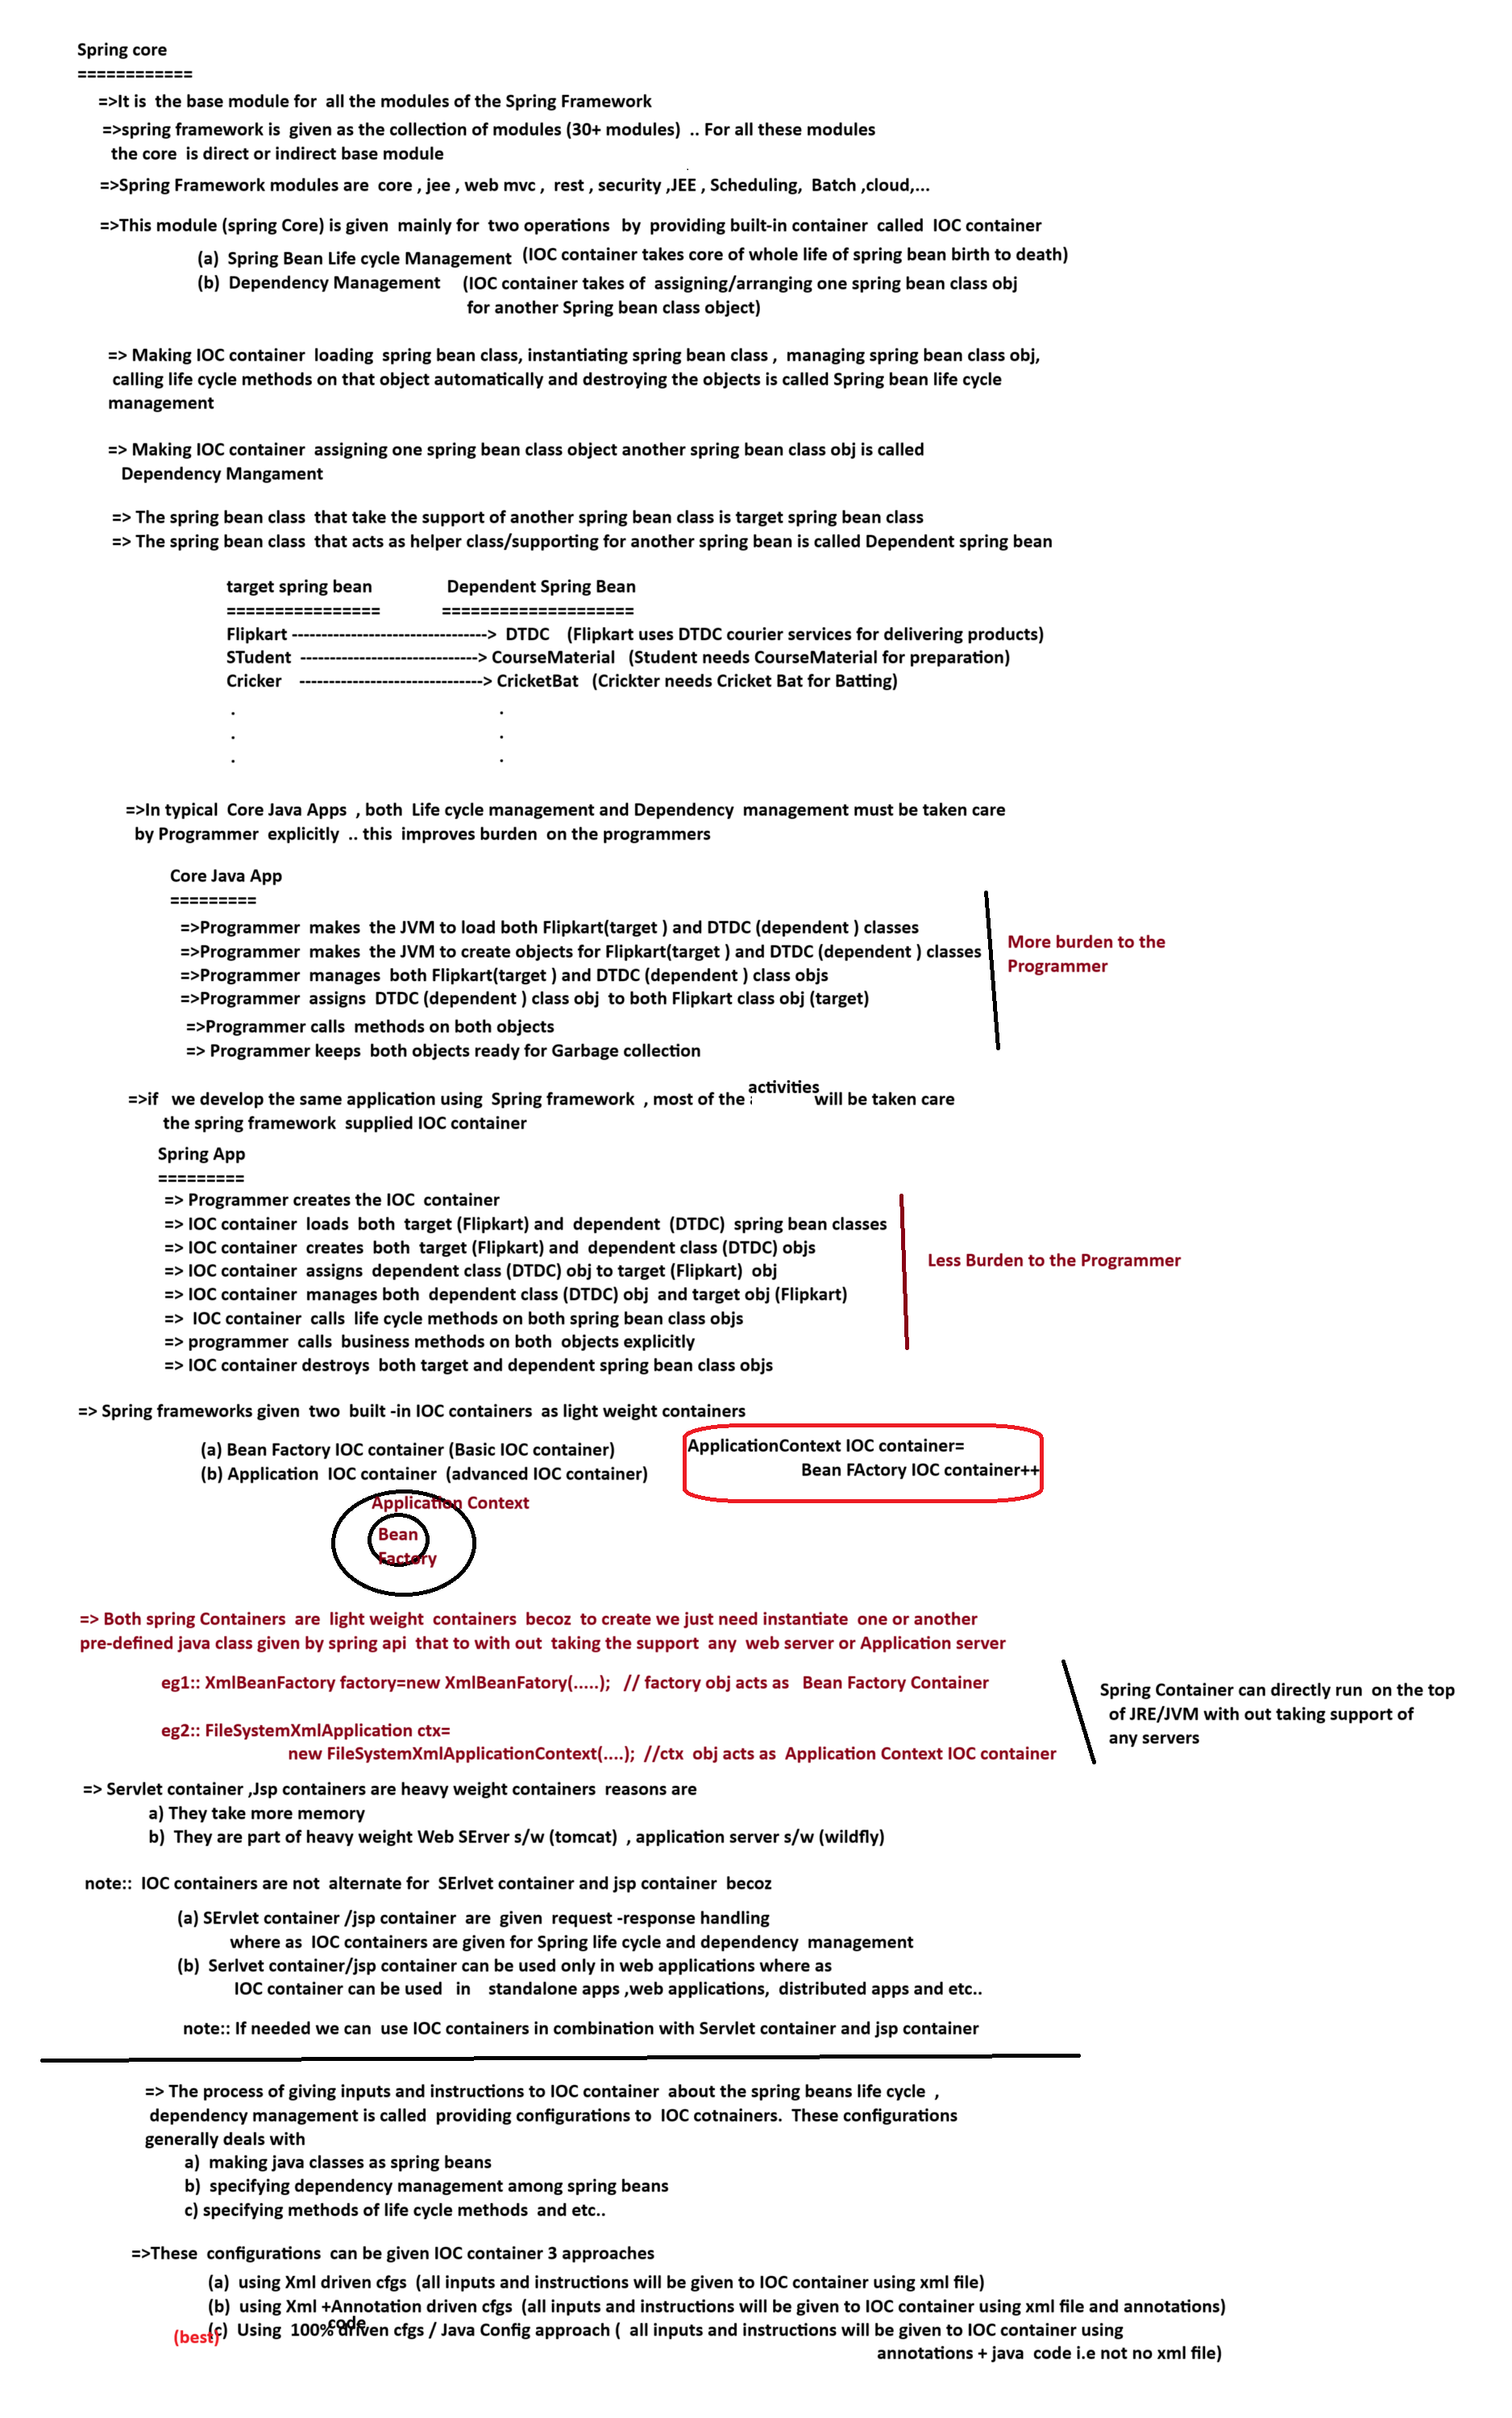 Spring core
============
=>It is the base module for all the modules of the Spring Framework
=>spring framework is given as the collection of modules (30+ modules) .. For all these modules
the core is direct or indirect base module
=>Spring Framework modules are core , jee , web mvc , rest , security ,JEE , Scheduling, Batch ,cloud,...
=>This module (spring Core) is given mainly for two operations by providing built-in container called IOC container
(a) Spring Bean Life cycle Management (IOC container takes core of whole life of spring bean birth to death)
(b) Dependency Management (IOC container takes of assigning/arranging one spring bean class obj
for another Spring bean class object)
=> Making IOC container loading spring bean class, instantiating spring bean class , managing spring bean class obj,
calling life cycle methods on that object automatically and destroying the objects is called Spring bean life cycle
management
=> Making IOC container assigning one spring bean class object another spring bean class obj is called
Dependency Mangament
=> The spring bean class that take the support of another spring bean class is target spring bean class
=> The spring bean class that acts as helper class/supporting for another spring bean is called Dependent spring bean
target spring bean Dependent Spring Bean
================ ====================
Flipkart ---------------------------------> DTDC (Flipkart uses DTDC courier services for delivering products)
STudent ------------------------------> CourseMaterial (Student needs CourseMaterial for preparation)
Cricker -------------------------------> CricketBat (Crickter needs Cricket Bat for Batting)
. .
. .
. .
=>In typical Core Java Apps , both Life cycle management and Dependency management must be taken care
by Programmer explicitly .. this improves burden on the programmers
Core Java App
=========
=>Programmer makes the JVM to load both Flipkart(target ) and DTDC (dependent ) classes
=>Programmer makes the JVM to create objects for Flipkart(target ) and DTDC (dependent ) classes
=>Programmer manages both Flipkart(target ) and DTDC (dependent ) class objs
=>Programmer assigns DTDC (dependent ) class obj to both Flipkart class obj (target)
=>Programmer calls methods on both objects
=> Programmer keeps both objects ready for Garbage collection
More burden to the
Programmer
=>if we develop the same application using Spring framework , most of the activities will be taken care
the spring framework supplied IOC container
Spring App
=========
=> Programmer creates the IOC container
=> IOC container loads both target (Flipkart) and dependent (DTDC) spring bean classes
=> IOC container creates both target (Flipkart) and dependent class (DTDC) objs
=> IOC container assigns dependent class (DTDC) obj to target (Flipkart) obj
=> IOC container manages both dependent class (DTDC) obj and target obj (Flipkart)
=> IOC container calls life cycle methods on both spring bean class objs
=> programmer calls business methods on both objects explicitly
=> IOC container destroys both target and dependent spring bean class objs
Less Burden to the Programmer
=> Spring frameworks given two built -in IOC containers as light weight containers
(a) Bean Factory IOC container (Basic IOC container)
(b) Application IOC container (advanced IOC container)
ApplicationContext IOC container=
Bean FActory IOC container++
Application Context
Bean
Factory
=> Both spring Containers are light weight containers becoz to create we just need instantiate one or another
pre-defined java class given by spring api that to with out taking the support any web server or Application server
eg1:: XmlBeanFactory factory=new XmlBeanFatory(.....); // factory obj acts as Bean Factory Container
eg2:: FileSystemXmlApplication ctx=
new FileSystemXmlApplicationContext(....); //ctx obj acts as Application Context IOC container
Spring Container can directly run on the top
of JRE/JVM with out taking support of
any servers
=> Servlet container ,Jsp containers are heavy weight containers reasons are
a) They take more memory
b) They are part of heavy weight Web SErver s/w (tomcat) , application server s/w (wildfly)
note:: IOC containers are not alternate for SErlvet container and jsp container becoz
(a) SErvlet container /jsp container are given request -response handling
where as IOC containers are given for Spring life cycle and dependency management
(b) Serlvet container/jsp container can be used only in web applications where as
IOC container can be used in standalone apps ,web applications, distributed apps and etc..
note:: If needed we can use IOC containers in combination with Servlet container and jsp container
=> The process of giving inputs and instructions to IOC container about the spring beans life cycle ,
dependency management is called providing configurations to IOC cotnainers. These configurations
generally deals with
a) making java classes as spring beans
b) specifying dependency management among spring beans
c) specifying methods of life cycle methods and etc..
=>These configurations can be given IOC container 3 approaches
(a) using Xml driven cfgs (all inputs and instructions will be given to IOC container using xml file)
(b) using Xml +Annotation driven cfgs (all inputs and instructions will be given to IOC container using xml file and annotations)
(best) (c) Using 100% code driven cfgs / Java Config approach ( all inputs and instructions will be given to IOC container using
annotations + java code i.e not no xml file)